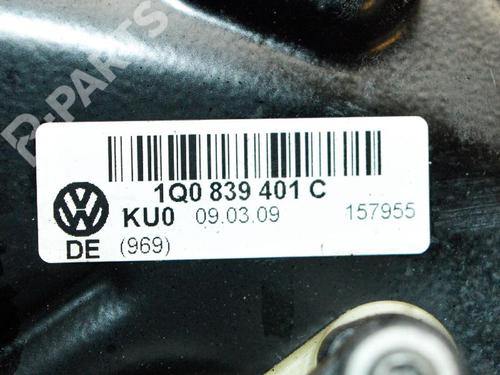 R-PARTS
1Q0 839 401 C
KU0 09.03.09 157955
DE (969)